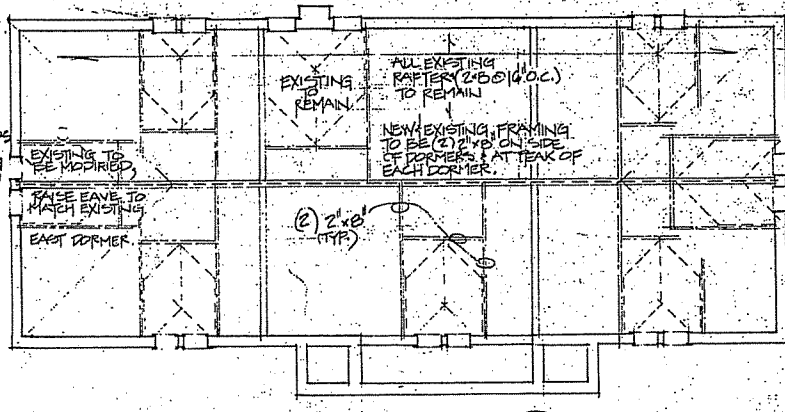 EXISTING
TO
REMAIN
ALL EXISTING
RAFTERS (2"x8"@16"O.C.)
TO REMAIN
NEW & EXISTING FRAMING
TO BE (2) 2"x8" ON SIDE
OF DORMERS & AT PEAK OF
EACH DORMER.
EXISTING TO
BE MODIFIED,
RAISE EAVE TO
MATCH EXISTING
EAST DORMER.
(2) 2"x8"
(TYP.)